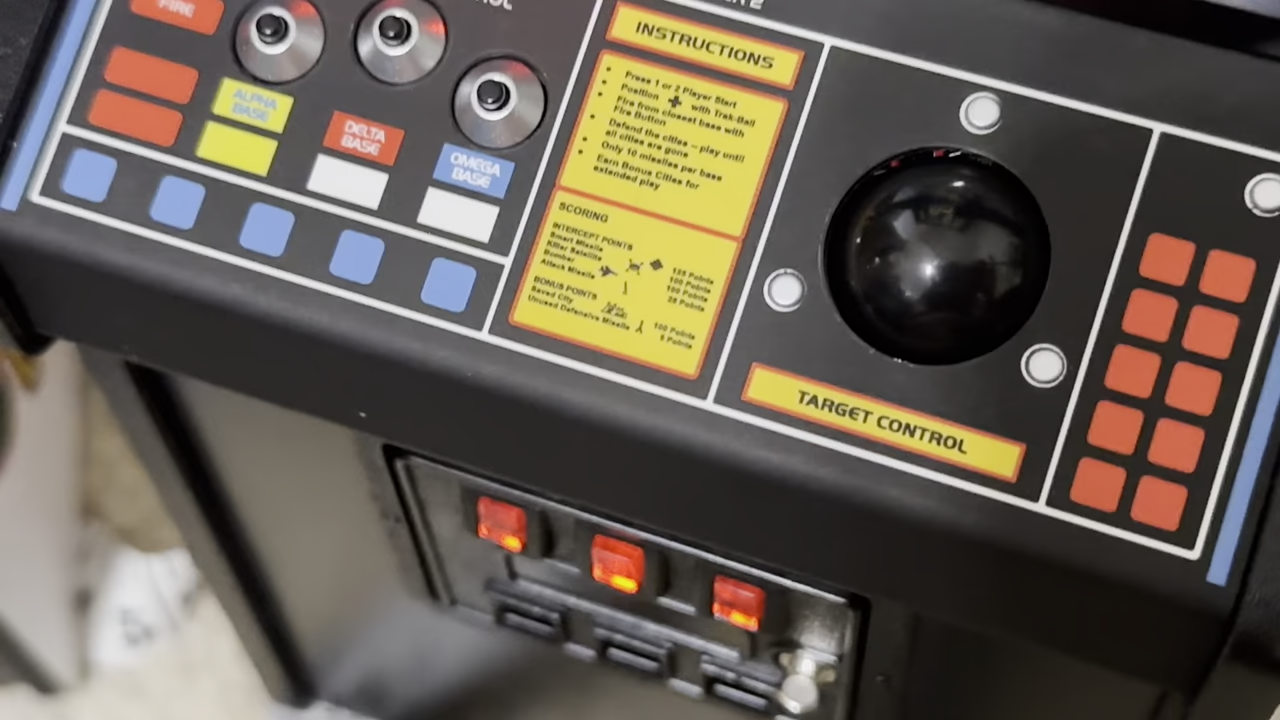 FIRE
ALPHA
BASE
DELTA
BASE
OMEGA
BASE
INSTRUCTIONS
• Press 1 or 2 Player Start
• Position with Trak-Ball
• Fire from closest base with
Fire Button
• Defend the cities – play until
all cities are gone
• Only 10 missiles per base
• Earn Bonus Cities for
extended play
SCORING
INTERCEPT POINTS
Smart Missile 125 Points
Killer Satellite 100 Points
Bomber 100 Points
Attack Missile 25 Points
BONUS POINTS
Saved City 100 Points
Unused Defensive Missile 5 Points
TARGET CONTROL